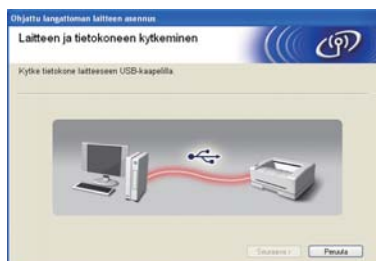 Ohjattu langattoman laitteen asennus
Laitteen ja tietokoneen kytkeminen
Kytke tietokone laitteeseen USB-kaapelilla.
Seuraava >
Peruuta